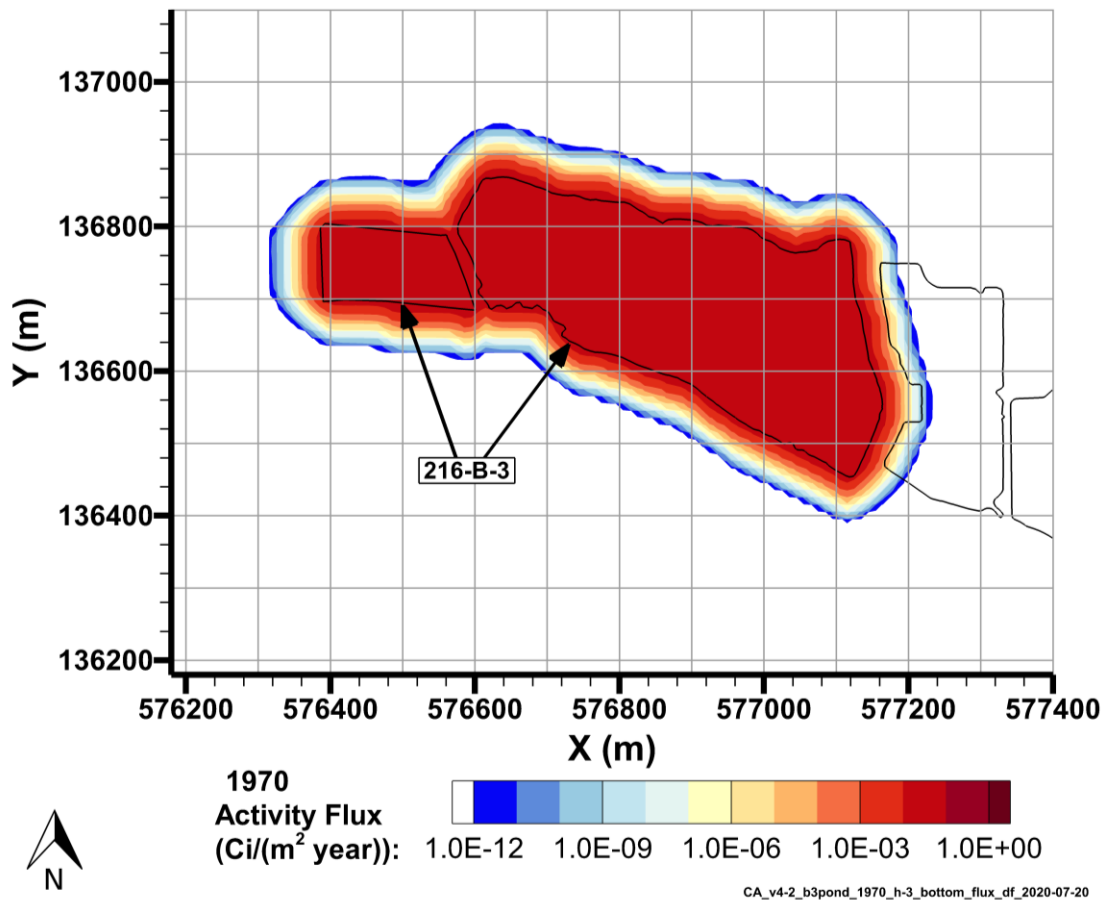 137000
136800
136600
136400
136200
Y (m)
216-B-3
576200 576400 576600 576800 577000 577200 577400
X (m)
1970
Activity Flux
(Ci/(m² year)):
1.0E-12 1.0E-09 1.0E-06 1.0E-03 1.0E+00
N
CA_v4-2_b3pond_1970_h-3_bottom_flux_df_2020-07-20